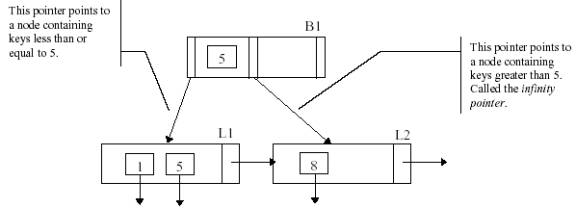 This pointer points to
a node containing
keys less than or
equal to 5.
B1
5
This pointer points to
a node containing
keys greater than 5.
Called the infinity
pointer.
L1
L2
1 5
8